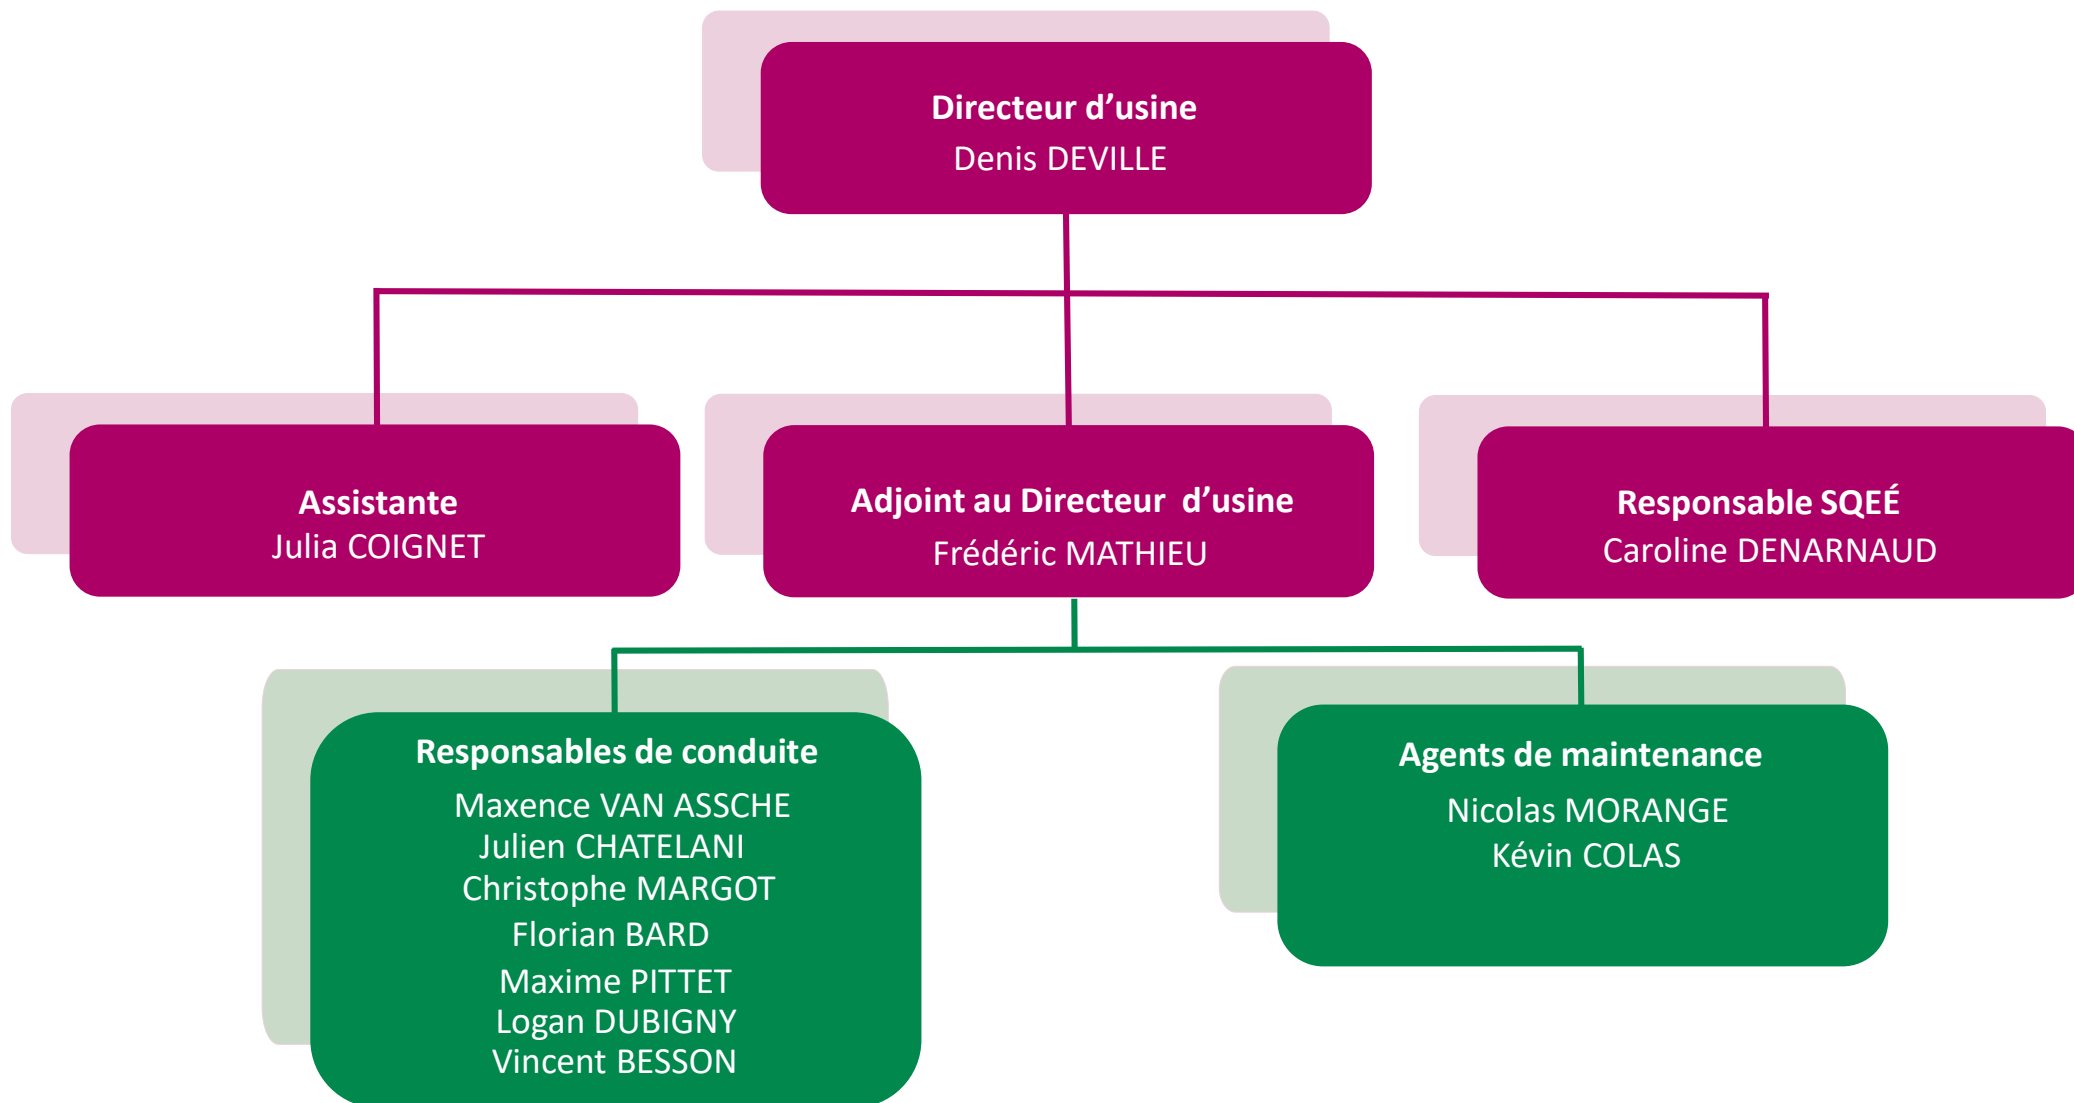 Directeur d’usine
Denis DEVILLE
Assistante
Julia COIGNET
Adjoint au Directeur  d’usine
Frédéric MATHIEU
Responsable SQEÉ
Caroline DENARNAUD
Responsables de conduite
Maxence VAN ASSCHE
Julien CHATELANI
Christophe MARGOT
Florian BARD
Maxime PITTET
Logan DUBIGNY
Vincent BESSON
Agents de maintenance
Nicolas MORANGE
Kévin COLAS